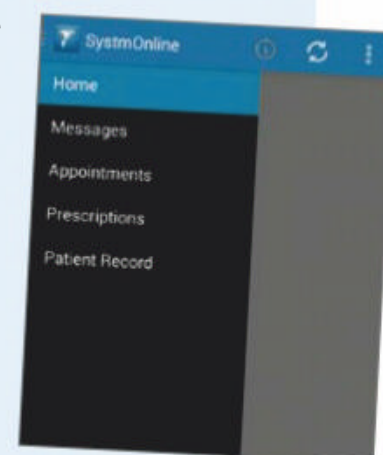 SystmOnline
Home
Messages
Appointments
Prescriptions
Patient Record